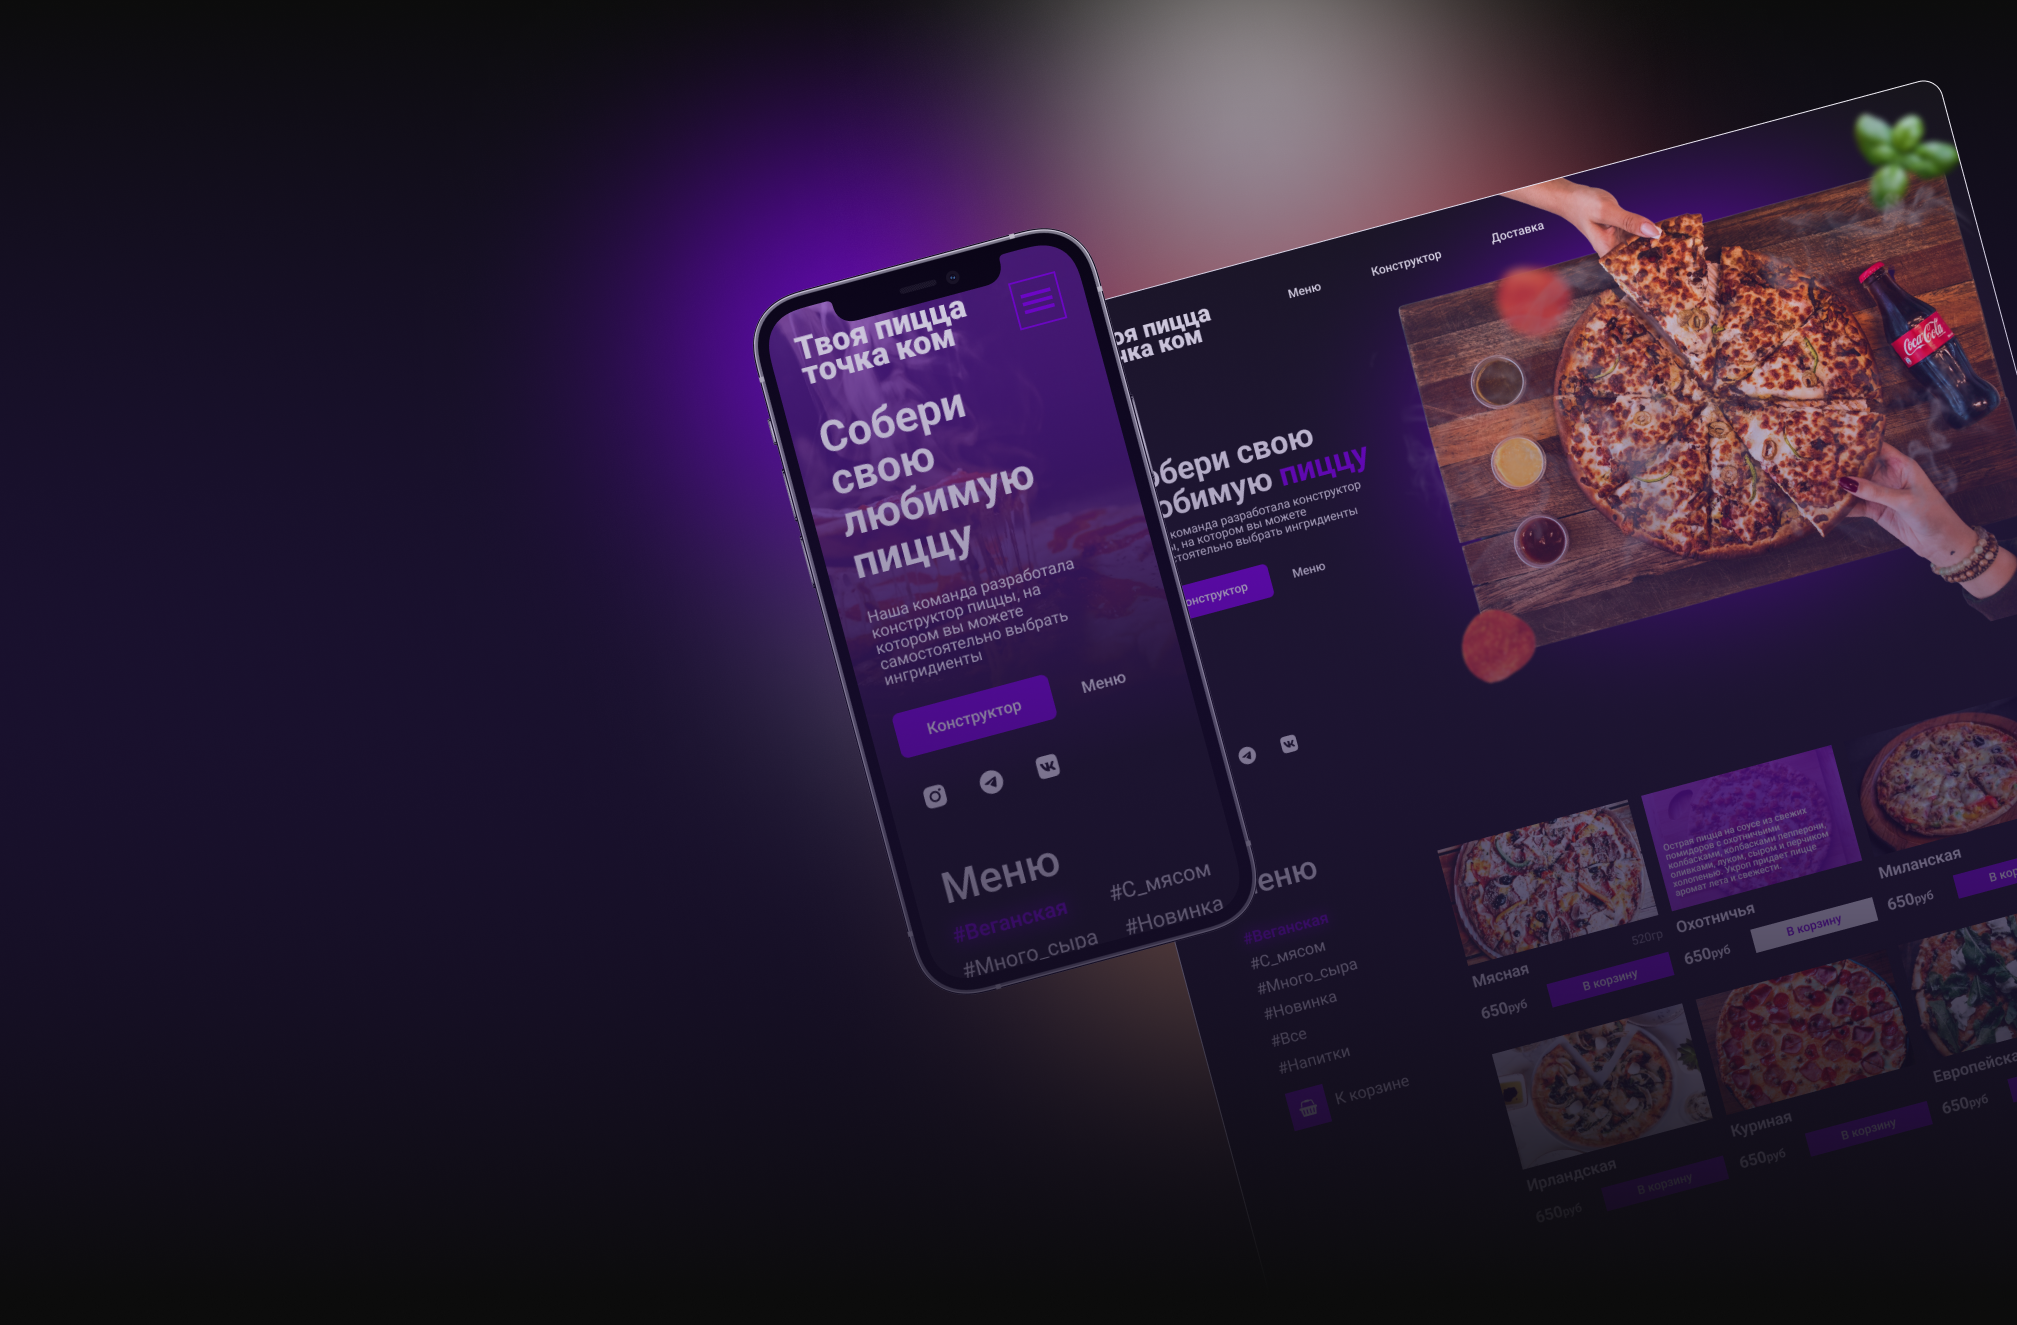 Твоя пицца
точка ком
Собери
свою
любимую
пиццу
Наша команда разработала
конструктор пиццы, на
котором вы можете
самостоятельно выбрать
ингридиенты
Конструктор
Меню
Меню
#Веганская
#С_мясом
#Много_сыра
#Новинка
оя пицца
чка ком
Меню
Конструктор
Доставка
обери свою
юбимую пиццу
команда разработала конструктор
ы, на котором вы можете
стоятельно выбрать ингридиенты
онструктор
Меню
Coca-Cola
еню
#Веганская
#С_мясом
#Много_сыра
#Новинка
#Все
#Напитки
К корзине
520гр
Мясная
650руб
В корзину
Острая пицца на соусе из свежих
помидоров с охотничьими
колбасками, колбасками пепперони,
оливками, луком, сыром и перчиком
холопенью. Укроп придает пицце
аромат лета и свежести.
Охотничья
650руб
В корзину
Миланская
650руб
В кор
Ирландская
650руб
В корзину
Куриная
650руб
В корзину
Европейска
650руб